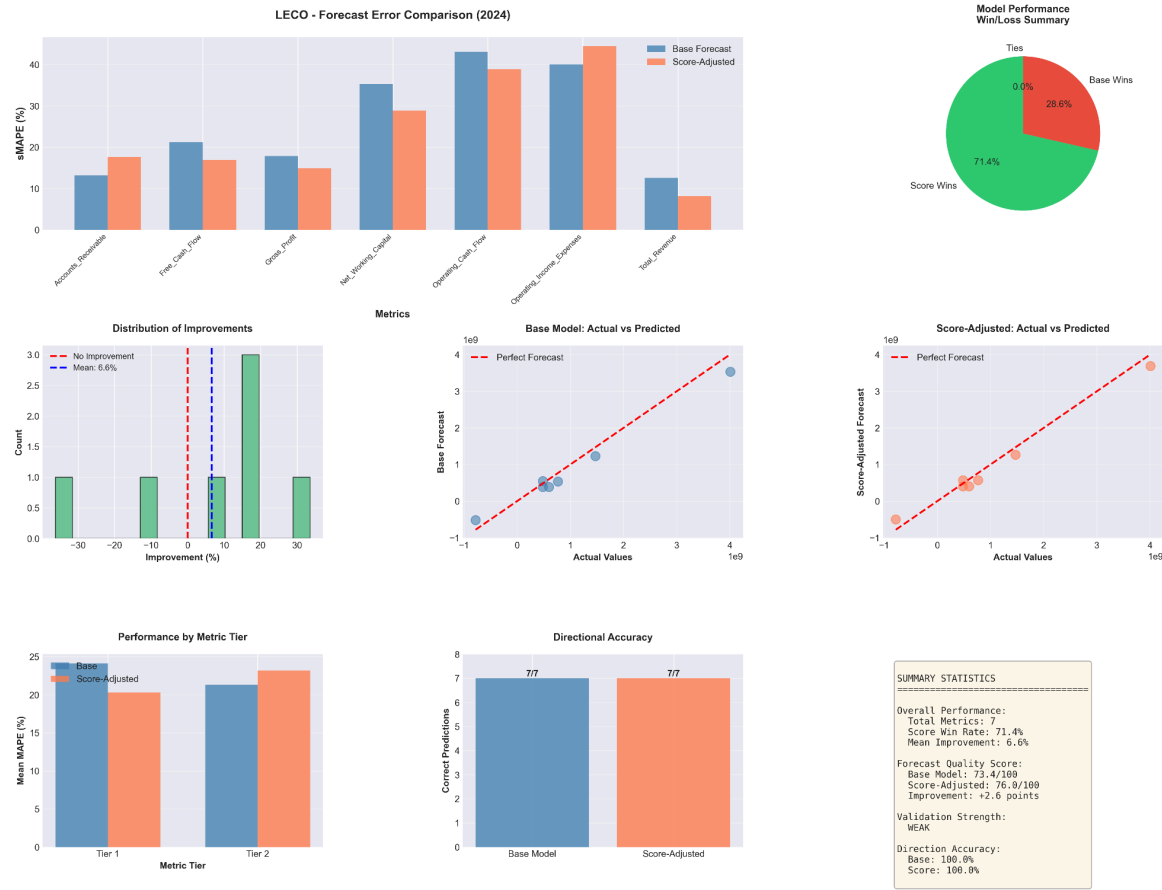 LECO - Forecast Error Comparison (2024)
sMAPE (%)
40
30
20
10
0
Base Forecast
Score-Adjusted
Accounts_Receivable
Free_Cash_Flow
Gross_Profit
Net_Working_Capital
Operating_Cash_Flow
Operating_Income_Expenses
Total_Revenue
Metrics
Model Performance
Win/Loss Summary
Ties
0.0%
Base Wins
28.6%
71.4%
Score Wins
Distribution of Improvements
Count
3.0
2.5
2.0
1.5
1.0
0.5
0.0
No Improvement
Mean: 6.6%
−30
−20
−10
0
10
20
30
Improvement (%)
Base Model: Actual vs Predicted
1e9
Base Forecast
4
3
2
1
0
−1
Perfect Forecast
−1
0
1
2
3
4
1e9
Actual Values
Score-Adjusted: Actual vs Predicted
1e9
Score-Adjusted Forecast
4
3
2
1
0
−1
Perfect Forecast
−1
0
1
2
3
4
1e9
Actual Values
Performance by Metric Tier
Mean MAPE (%)
25
20
15
10
5
0
Base
Score-Adjusted
Tier 1
Tier 2
Metric Tier
Directional Accuracy
Correct Predictions
8
7
6
5
4
3
2
1
0
7/7
7/7
Base Model
Score-Adjusted
SUMMARY STATISTICS
===================================
Overall Performance:
Total Metrics: 7
Score Win Rate: 71.4%
Mean Improvement: 6.6%
Forecast Quality Score:
Base Model: 73.4/100
Score-Adjusted: 76.0/100
Improvement: +2.6 points
Validation Strength:
WEAK
Direction Accuracy:
Base: 100.0%
Score: 100.0%